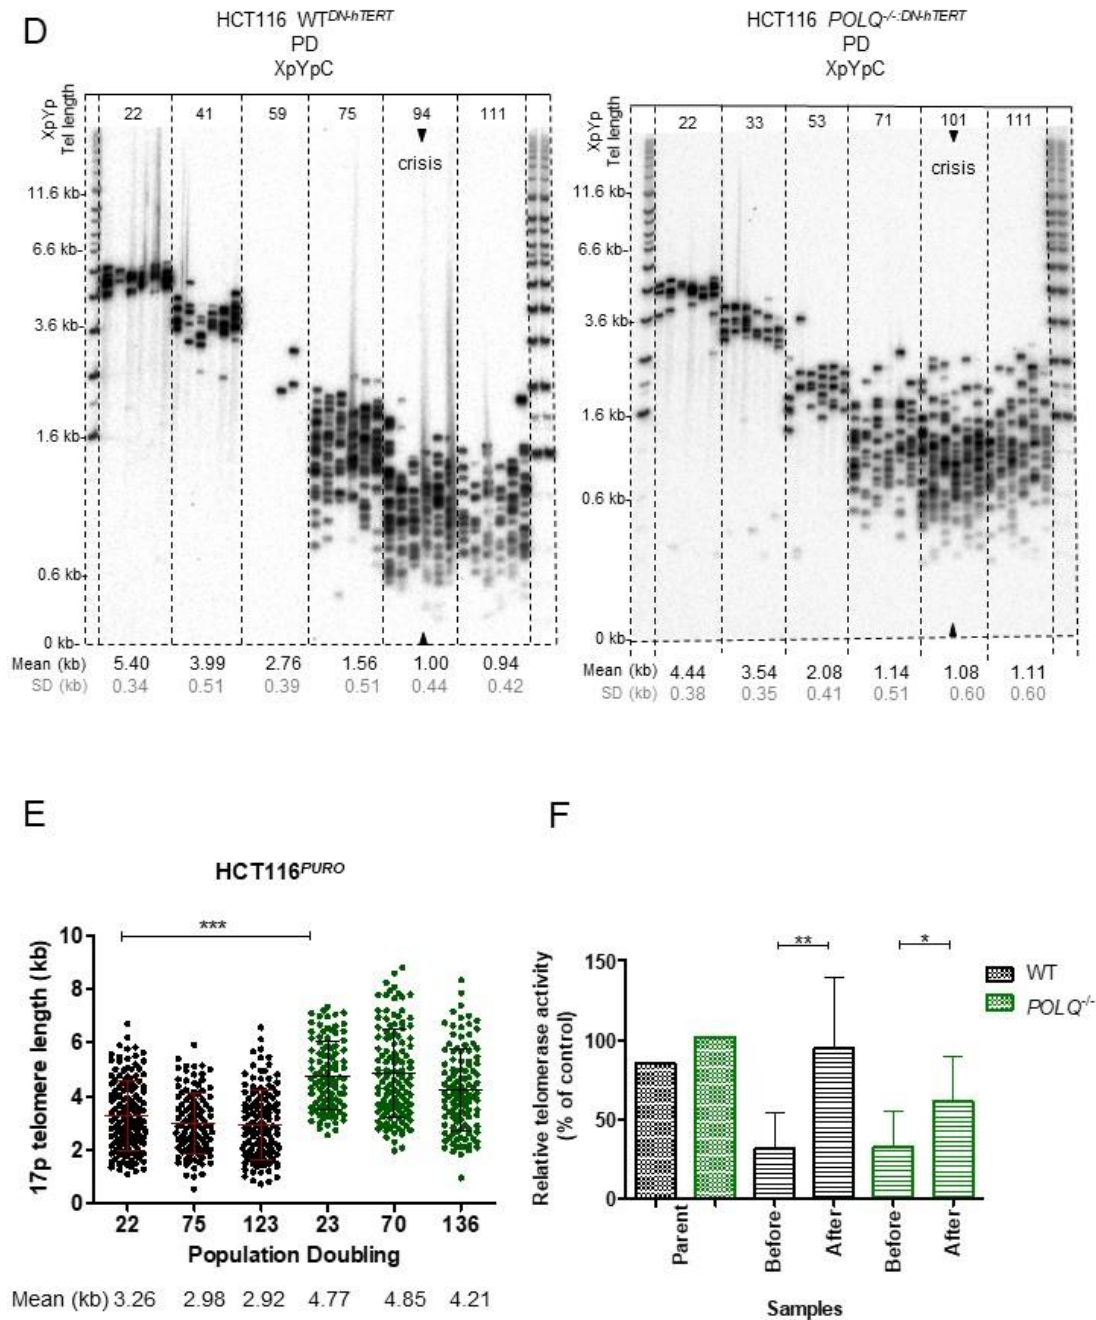 D
HCT116 WT^DN-hTERT
PD
XpYpC
XpYp
Tel length
22 41 59 75 94 111
crisis
11.6 kb
6.6 kb
3.6 kb
1.6 kb
0.6 kb
0 kb
Mean (kb) 5.40 3.99 2.76 1.56 1.00 0.94
SD (kb) 0.34 0.51 0.39 0.51 0.44 0.42
HCT116 POLQ^-/-:DN-hTERT
PD
XpYpC
XpYp
Tel length
22 33 53 71 101 111
crisis
11.6 kb
6.6 kb
3.6 kb
1.6 kb
0.6 kb
0 kb
Mean (kb) 4.44 3.54 2.08 1.14 1.08 1.11
SD (kb) 0.38 0.35 0.41 0.51 0.60 0.60
E
HCT116^PURO
***
17p telomere length (kb)
10
8
6
4
2
0
22 75 123 23 70 136
Population Doubling
Mean (kb) 3.26 2.98 2.92 4.77 4.85 4.21
F
** *
WT
POLQ^-/-
Relative telomerase activity
(% of control)
150
100
50
0
Parent Before After Before After
Samples